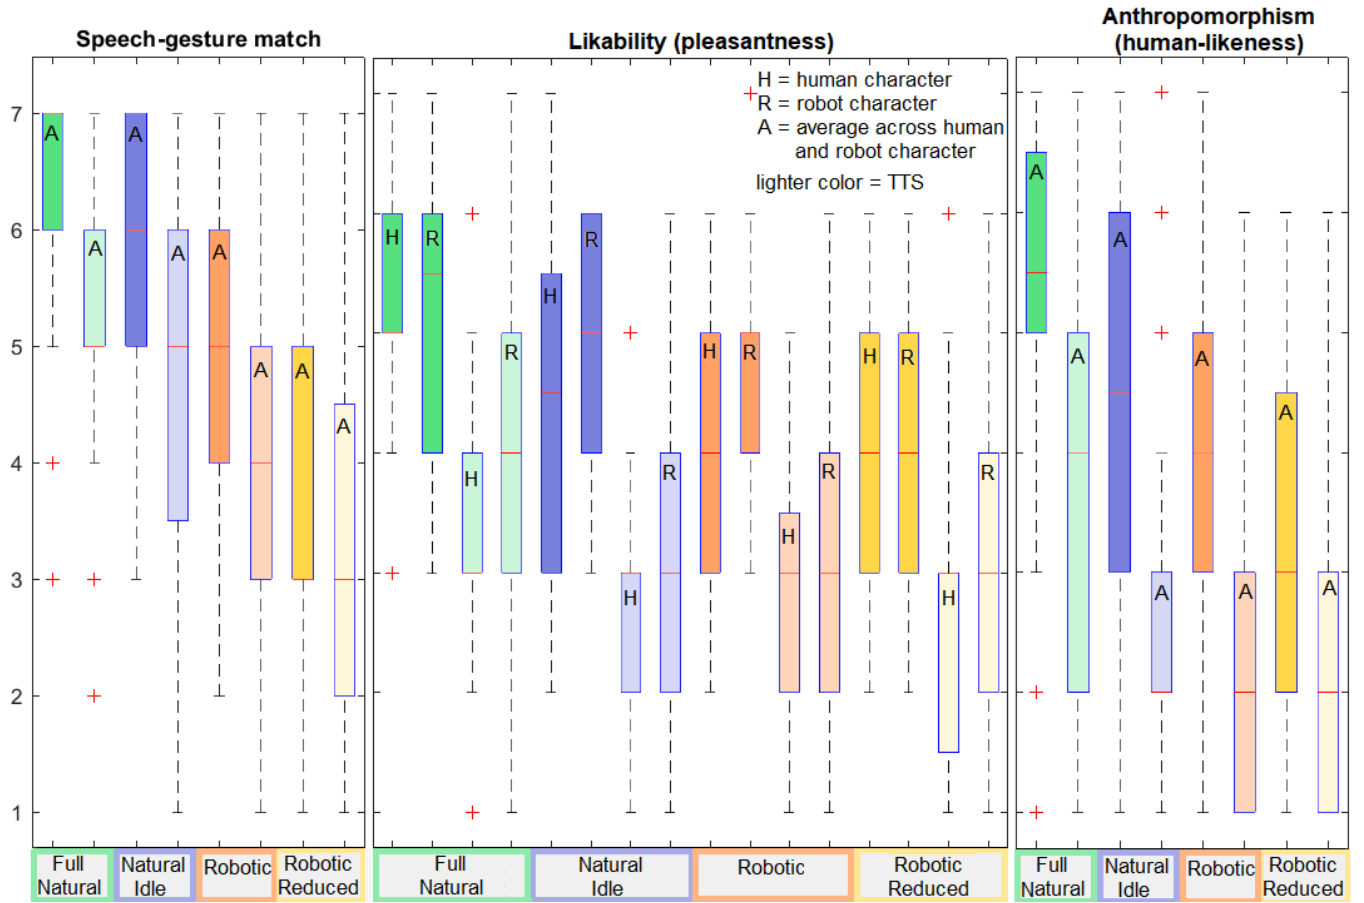 Speech-gesture match
Likability (pleasantness)
Anthropomorphism
(human-likeness)
H = human character
R = robot character
A = average across human
and robot character
lighter color = TTS
7
6
5
4
3
2
1
A
A
A
A
A
A
A
A
H
R
H
R
H
R
H
R
H
R
H
R
H
R
H
R
A
A
A
A
A
A
A
A
Full
Natural
Natural
Idle
Robotic
Robotic
Reduced
Full
Natural
Natural
Idle
Robotic
Robotic
Reduced
Full
Natural
Natural
Idle
Robotic
Robotic
Reduced